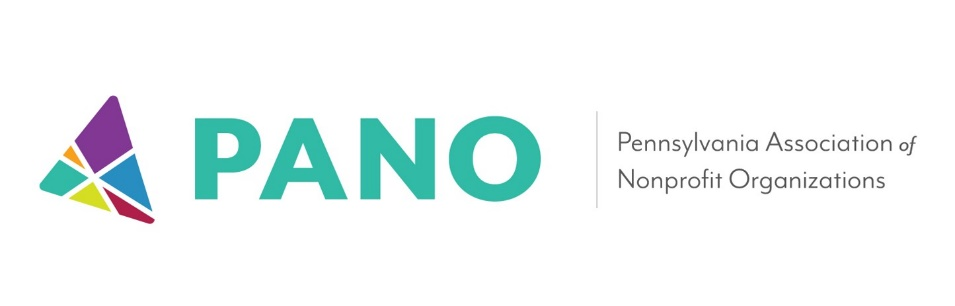 PANO
Pennsylvania Association of
Nonprofit Organizations